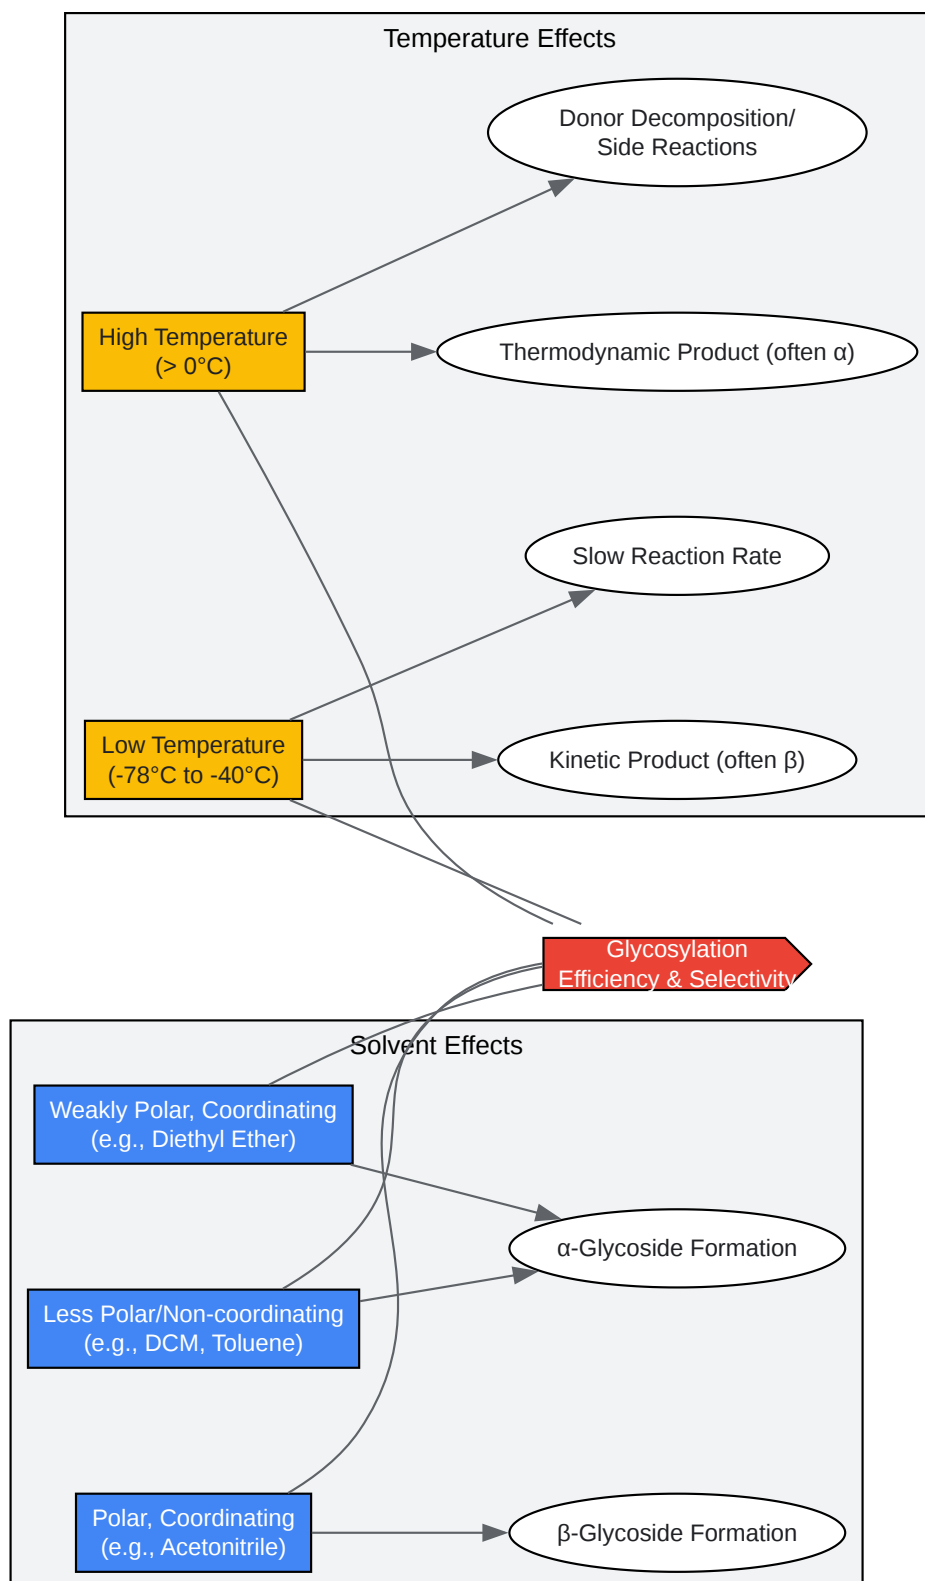 Temperature Effects
Donor Decomposition/
Side Reactions
High Temperature
(> 0°C)
Thermodynamic Product (often α)
Slow Reaction Rate
Low Temperature
(-78°C to -40°C)
Kinetic Product (often β)
Glycosylation
Efficiency & Selectivity
Solvent Effects
Weakly Polar, Coordinating
(e.g., Diethyl Ether)
α-Glycoside Formation
Less Polar/Non-coordinating
(e.g., DCM, Toluene)
Polar, Coordinating
(e.g., Acetonitrile)
β-Glycoside Formation